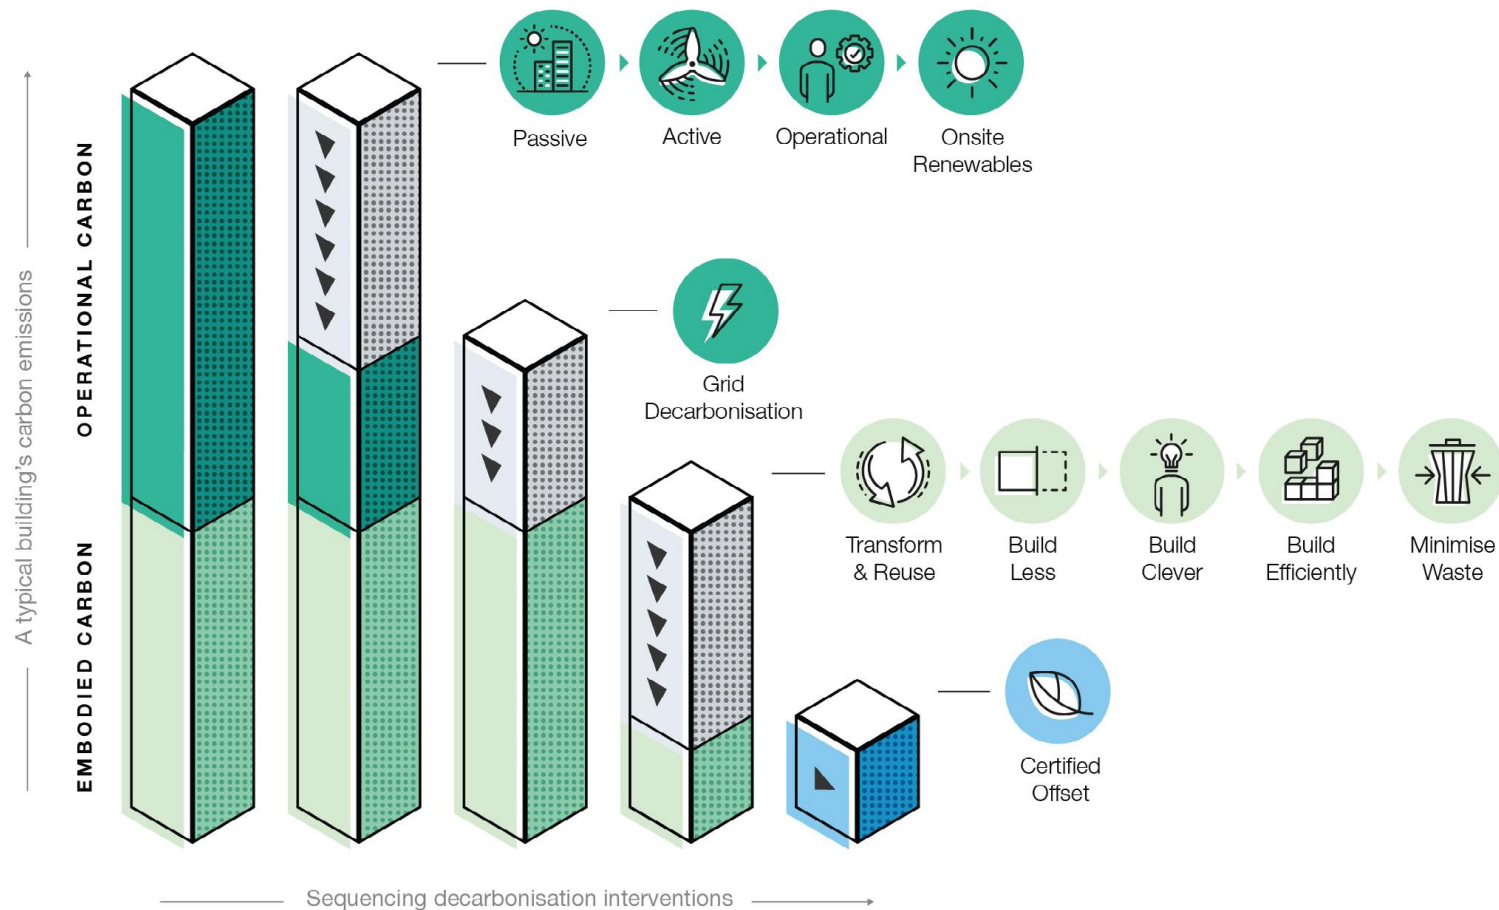 A typical building's carbon emissions
OPERATIONAL CARBON
EMBODIED CARBON
Passive
Active
Operational
Onsite
Renewables
Grid
Decarbonisation
Transform
& Reuse
Build
Less
Build
Clever
Build
Efficiently
Minimise
Waste
Certified
Offset
Sequencing decarbonisation interventions